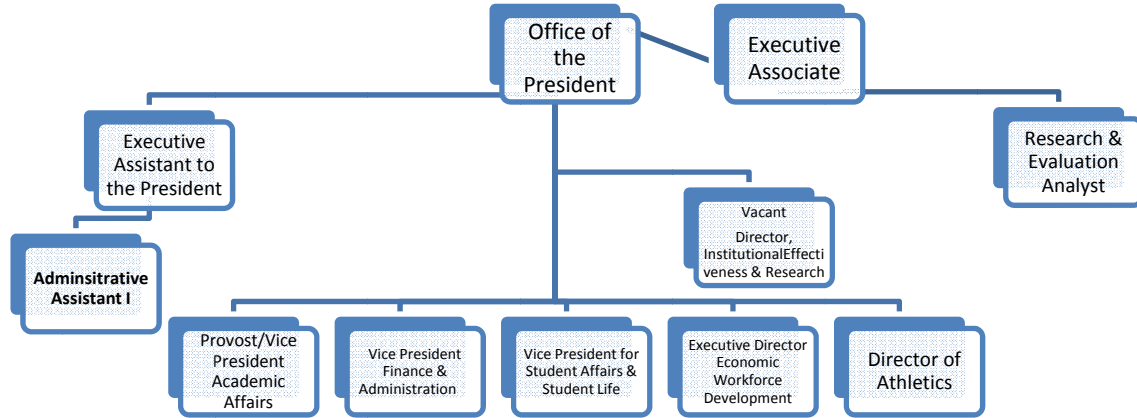 Office of
the
President
Executive
Associate
Executive
Assistant to
the President
Research &
Evaluation
Analyst
Vacant
Director,
InstitutionalEffecti
veness & Research
Adminsitrative
Assistant I
Provost/Vice
President
Academic
Affairs
Vice President
Finance &
Administration
Vice President for
Student Affairs &
Student Life
Executive Director
Economic
Workforce
Development
Director of
Athletics